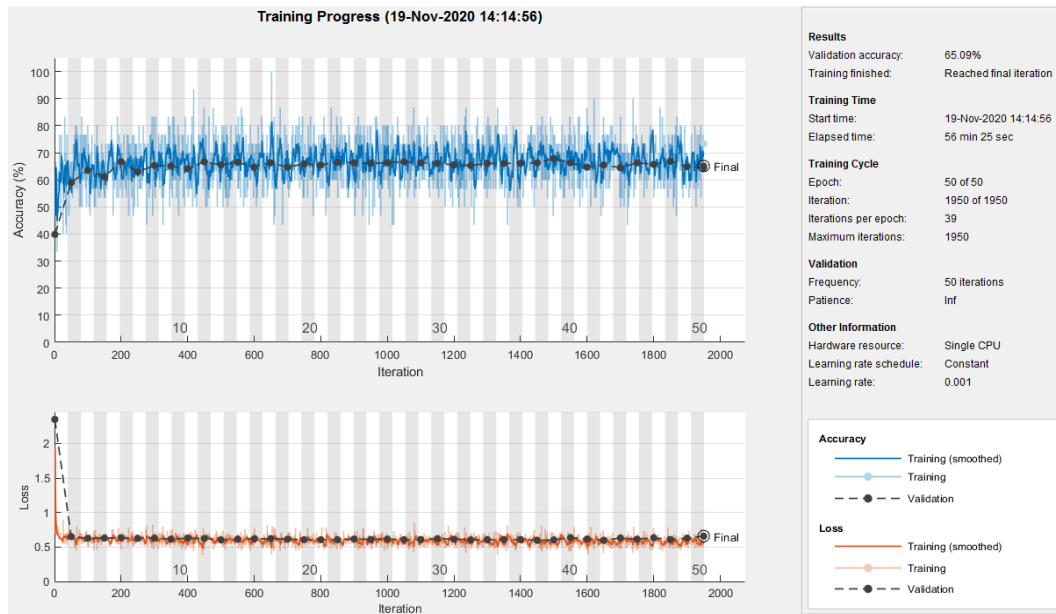 Training Progress (19-Nov-2020 14:14:56)
100
90
80
70
60
50
40
30
20
10
0
Accuracy (%)
Final
10 20 30 40 50
0 200 400 600 800 1000 1200 1400 1600 1800 2000
Iteration
2
1.5
1
0.5
0
Loss
Final
10 20 30 40 50
0 200 400 600 800 1000 1200 1400 1600 1800 2000
Iteration
Results
Validation accuracy: 65.09%
Training finished: Reached final iteration
Training Time
Start time: 19-Nov-2020 14:14:56
Elapsed time: 56 min 25 sec
Training Cycle
Epoch: 50 of 50
Iteration: 1950 of 1950
Iterations per epoch: 39
Maximum iterations: 1950
Validation
Frequency: 50 iterations
Patience: Inf
Other Information
Hardware resource: Single CPU
Learning rate schedule: Constant
Learning rate: 0.001
Accuracy
Training (smoothed)
Training
Validation
Loss
Training (smoothed)
Training
Validation